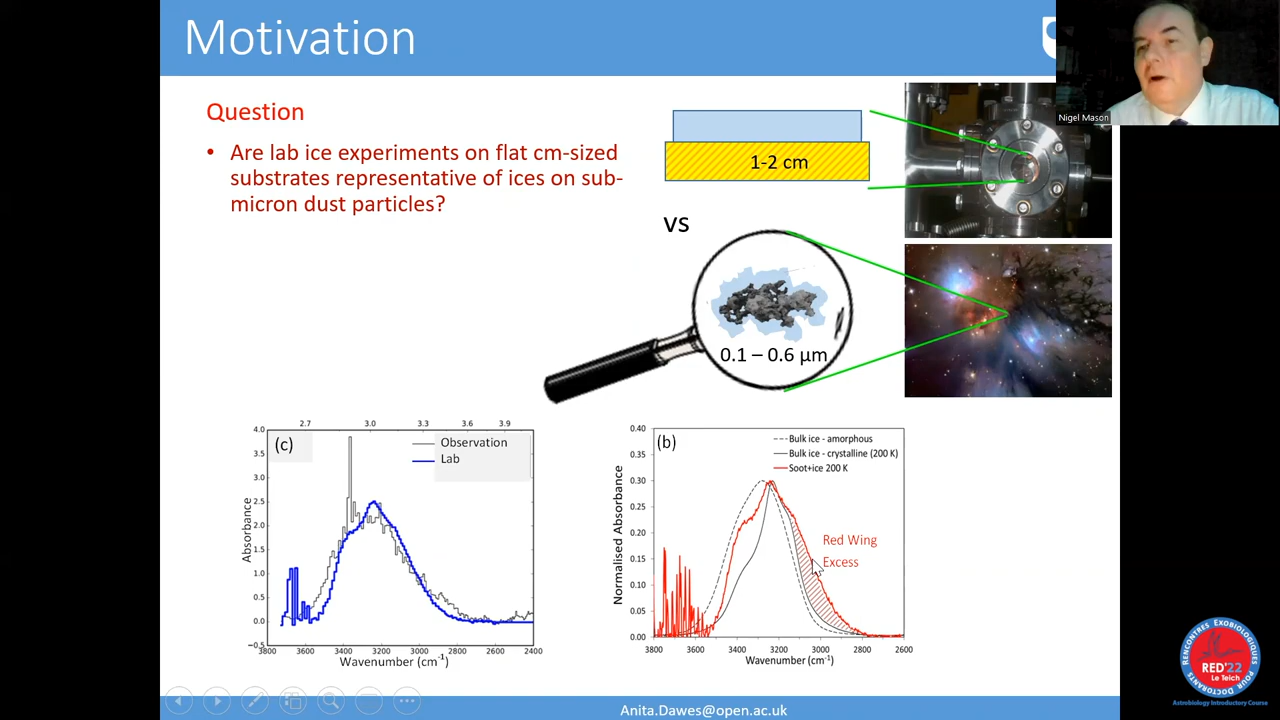 Motivation
Nigel Mason
Question
• Are lab ice experiments on flat cm-sized
substrates representative of ices on sub-
micron dust particles?
1-2 cm
vs
0.1 – 0.6 µm
2.7 3.0 3.3 3.6 3.9
(c)
Observation
Lab
Absorbance
4.0
3.5
3.0
2.5
2.0
1.5
1.0
0.5
0.0
−0.5
3800 3600 3400 3200 3000 2800 2600 2400
Wavenumber (cm-1)
(b)
Bulk ice - amorphous
Bulk ice - crystalline (200 K)
Soot+ice 200 K
Red Wing
Excess
Normalised Absorbance
0.40
0.35
0.30
0.25
0.20
0.15
0.10
0.05
0.00
3800 3600 3400 3200 3000 2800 2600
Wavenumber (cm-1)
Anita.Dawes@open.ac.uk
RENCONTRES EXOBIOLOGIQUES
POUR DOCTORANTS
RED'22
Le Teich
Astrobiology Introductory Course